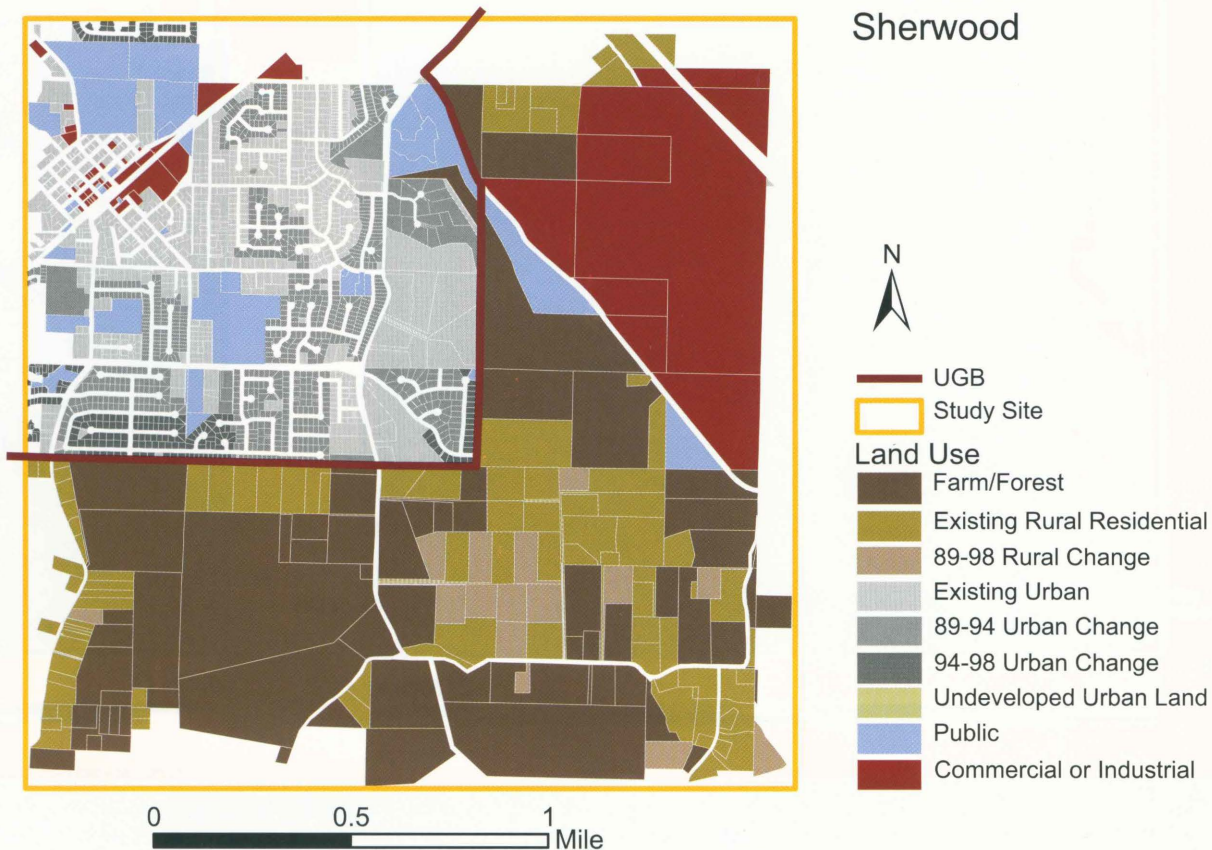 Sherwood
N
UGB
Study Site
Land Use
Farm/Forest
Existing Rural Residential
89-98 Rural Change
Existing Urban
89-94 Urban Change
94-98 Urban Change
Undeveloped Urban Land
Public
Commercial or Industrial
0 0.5 1
Mile